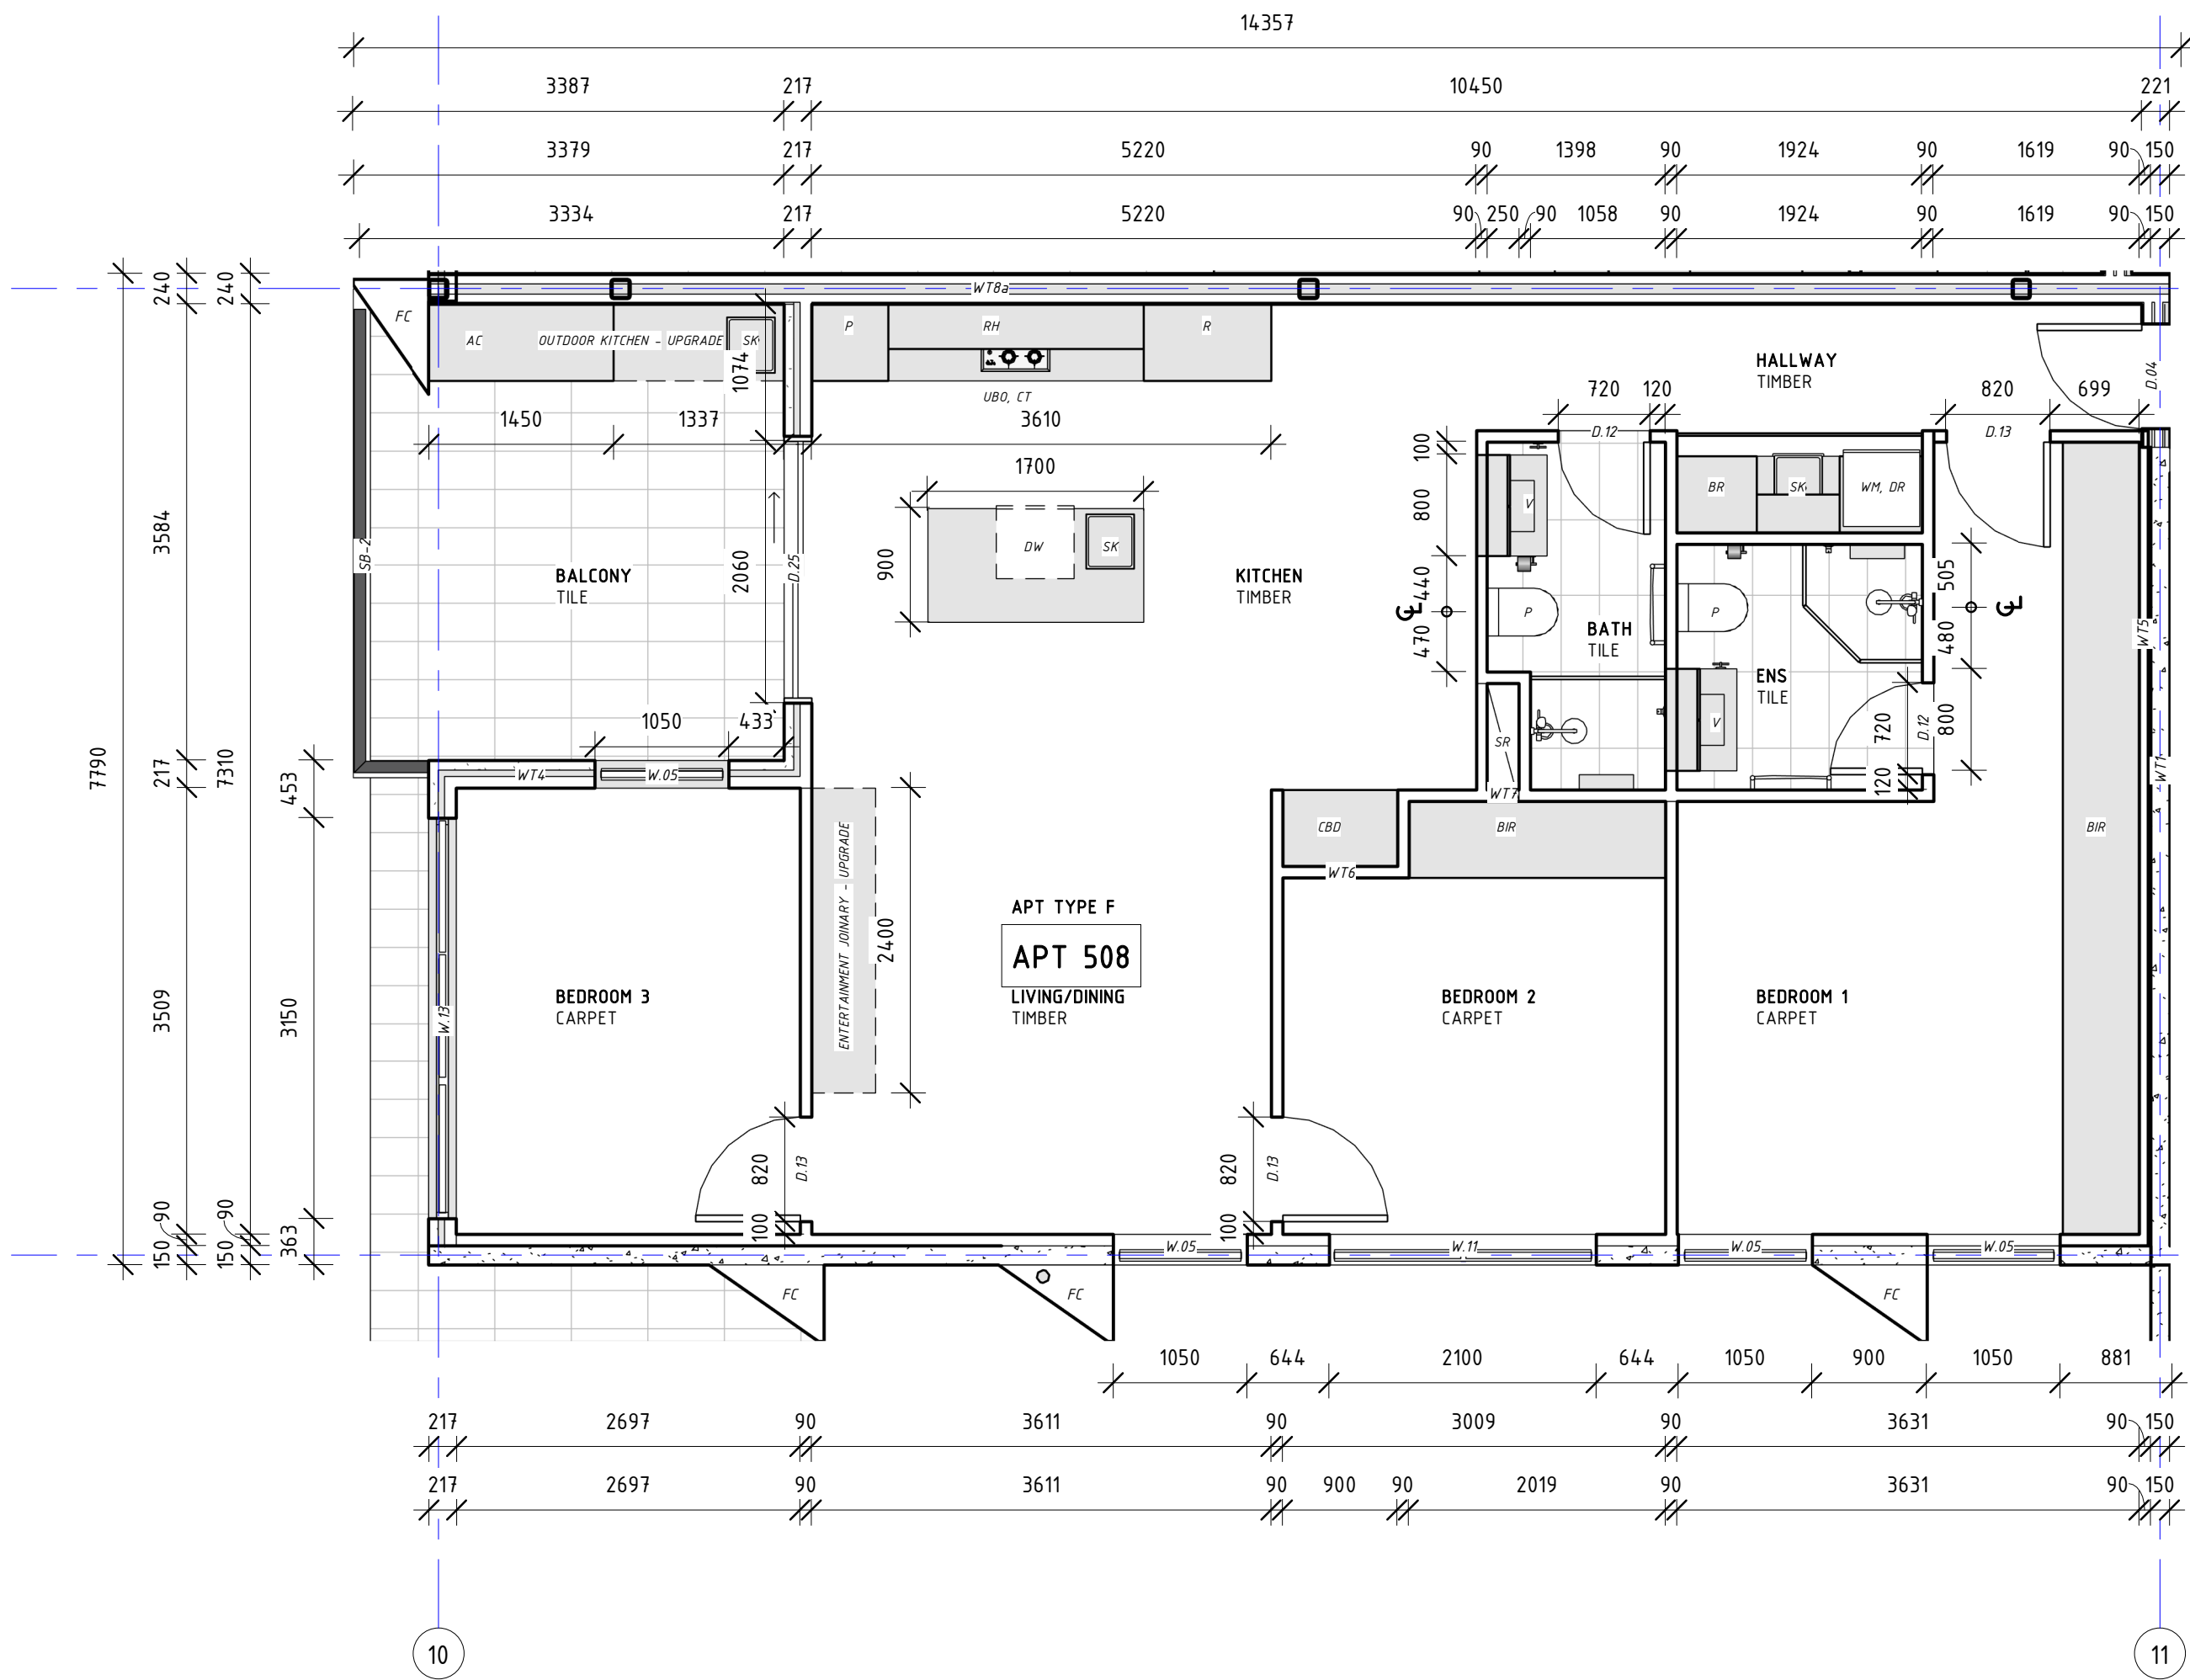 14357
3387 217 10450 221
3379 217 5220 90 1398 90 1924 90 1619 90 150
3334 217 5220 90 250 90 1058 90 1924 90 1619 90 150
240 240
WT8a
FC
AC OUTDOOR KITCHEN - UPGRADE SK
P RH R
1074
UBO, CT
HALLWAY
TIMBER
D.04
720 120 820 699
1450 1337 3610
D.12 D.13
1700
100
BR SK WM, DR
V
800
3584
SB-2
BALCONY
TILE
2060
D.25
900
DW SK
KITCHEN
TIMBER
440
470
P
BATH
TILE
P
505
480
WT5
ENS
TILE
V
720
D.12
800
120
1050 433
SR
WT7
7790
217
7310
453
WT4 W.05
WT1
CBD BIR BIR
WT6
ENTERTAINMENT JOINARY - UPGRADE
2400
APT TYPE F
APT 508
LIVING/DINING
TIMBER
BEDROOM 3
CARPET
BEDROOM 2
CARPET
BEDROOM 1
CARPET
3509
3150
W.13
820 D.13
820 D.13
100 100
90 90
150 150
363
W.05 W.11 W.05 W.05
FC FC FC
1050 644 2100 644 1050 900 1050 881
217 2697 90 3611 90 3009 90 3631 90 150
217 2697 90 3611 90 900 90 2019 90 3631 90 150
10 11